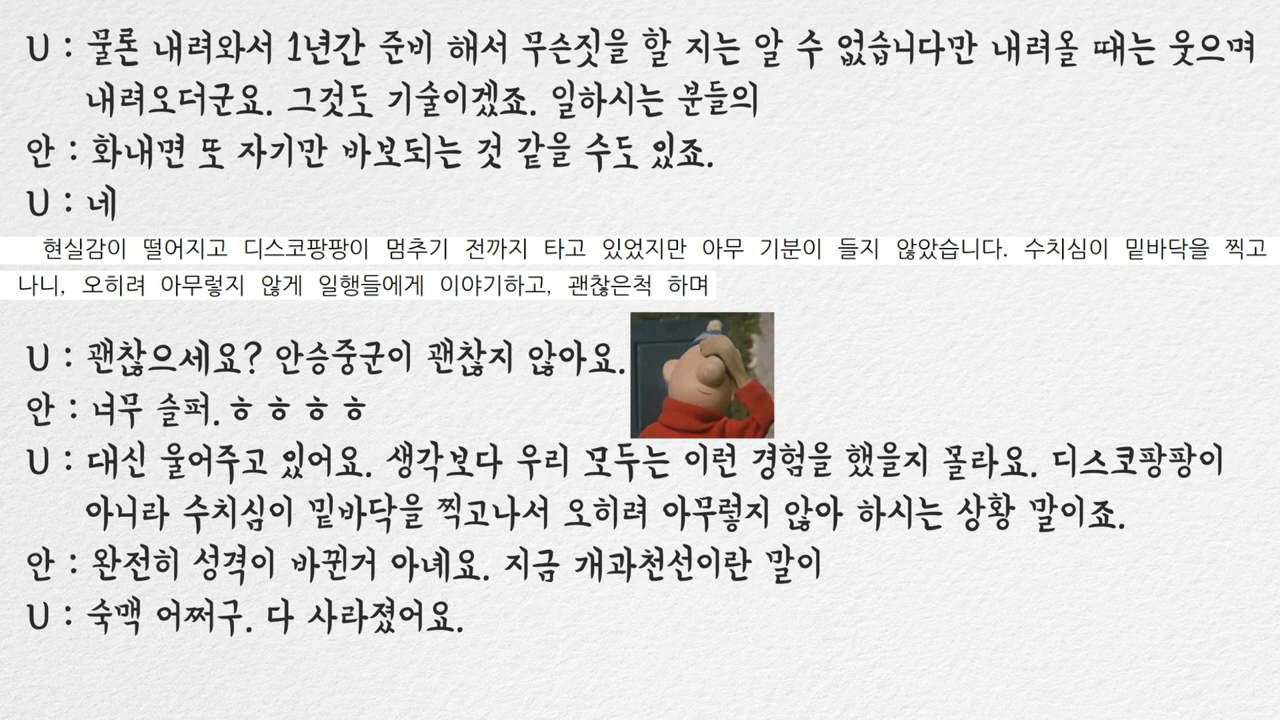 U : 물론 내려와서 1년간 준비 해서 무슨짓을 할 지는 알 수 없습니다만 내려올 때는 웃으며
내려오더군요. 그것도 기술이겠죠. 일하시는 분들의
안 : 화내면 또 자기만 바보되는 것 같을 수도 있죠.
U : 네
현실감이 떨어지고 디스코팡팡이 멈추기 전까지 타고 있었지만 아무 기분이 들지 않았습니다. 수치심이 밑바닥을 찍고
나니, 오히려 아무렇지 않게 일행들에게 이야기하고, 괜찮은척 하며
U : 괜찮으세요? 안승중군이 괜찮지 않아요.
안 : 너무 슬퍼. ㅎ ㅎ ㅎ ㅎ
U : 대신 울어주고 있어요. 생각보다 우리 모두는 이런 경험을 했을지 몰라요. 디스코팡팡이
아니라 수치심이 밑바닥을 찍고나서 오히려 아무렇지 않아 하시는 상황 말이죠.
안 : 완전히 성격이 바뀐거 아녜요. 지금 개과천선이란 말이
U : 숙맥 어쩌구. 다 사라졌어요.